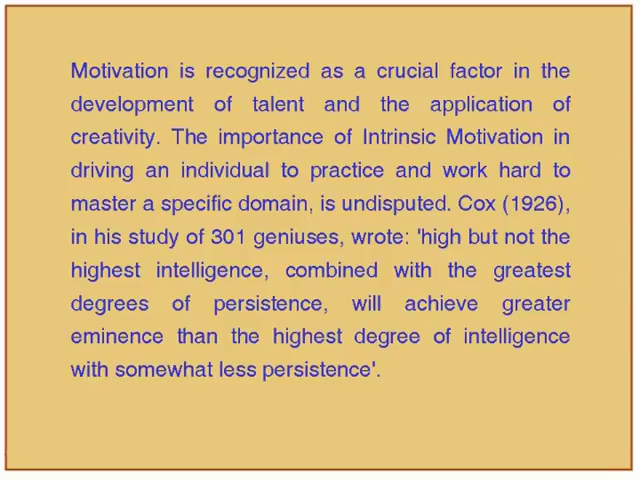 Motivation is recognized as a crucial factor in the
development of talent and the application of
creativity. The importance of Intrinsic Motivation in
driving an individual to practice and work hard to
master a specific domain, is undisputed. Cox (1926),
in his study of 301 geniuses, wrote: 'high but not the
highest intelligence, combined with the greatest
degrees of persistence, will achieve greater
eminence than the highest degree of intelligence
with somewhat less persistence'.